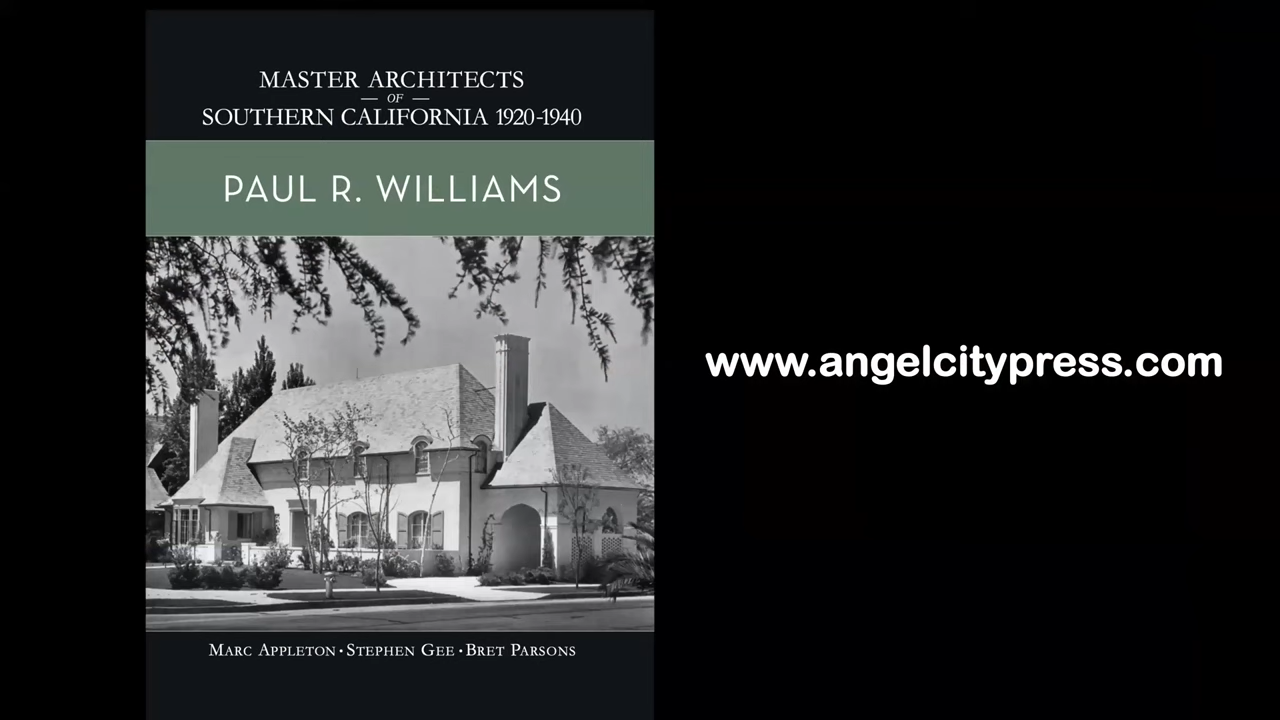 MASTER ARCHITECTS
— OF —
SOUTHERN CALIFORNIA 1920-1940
PAUL R. WILLIAMS
www.angelcitypress.com
MARC APPLETON • STEPHEN GEE • BRET PARSONS